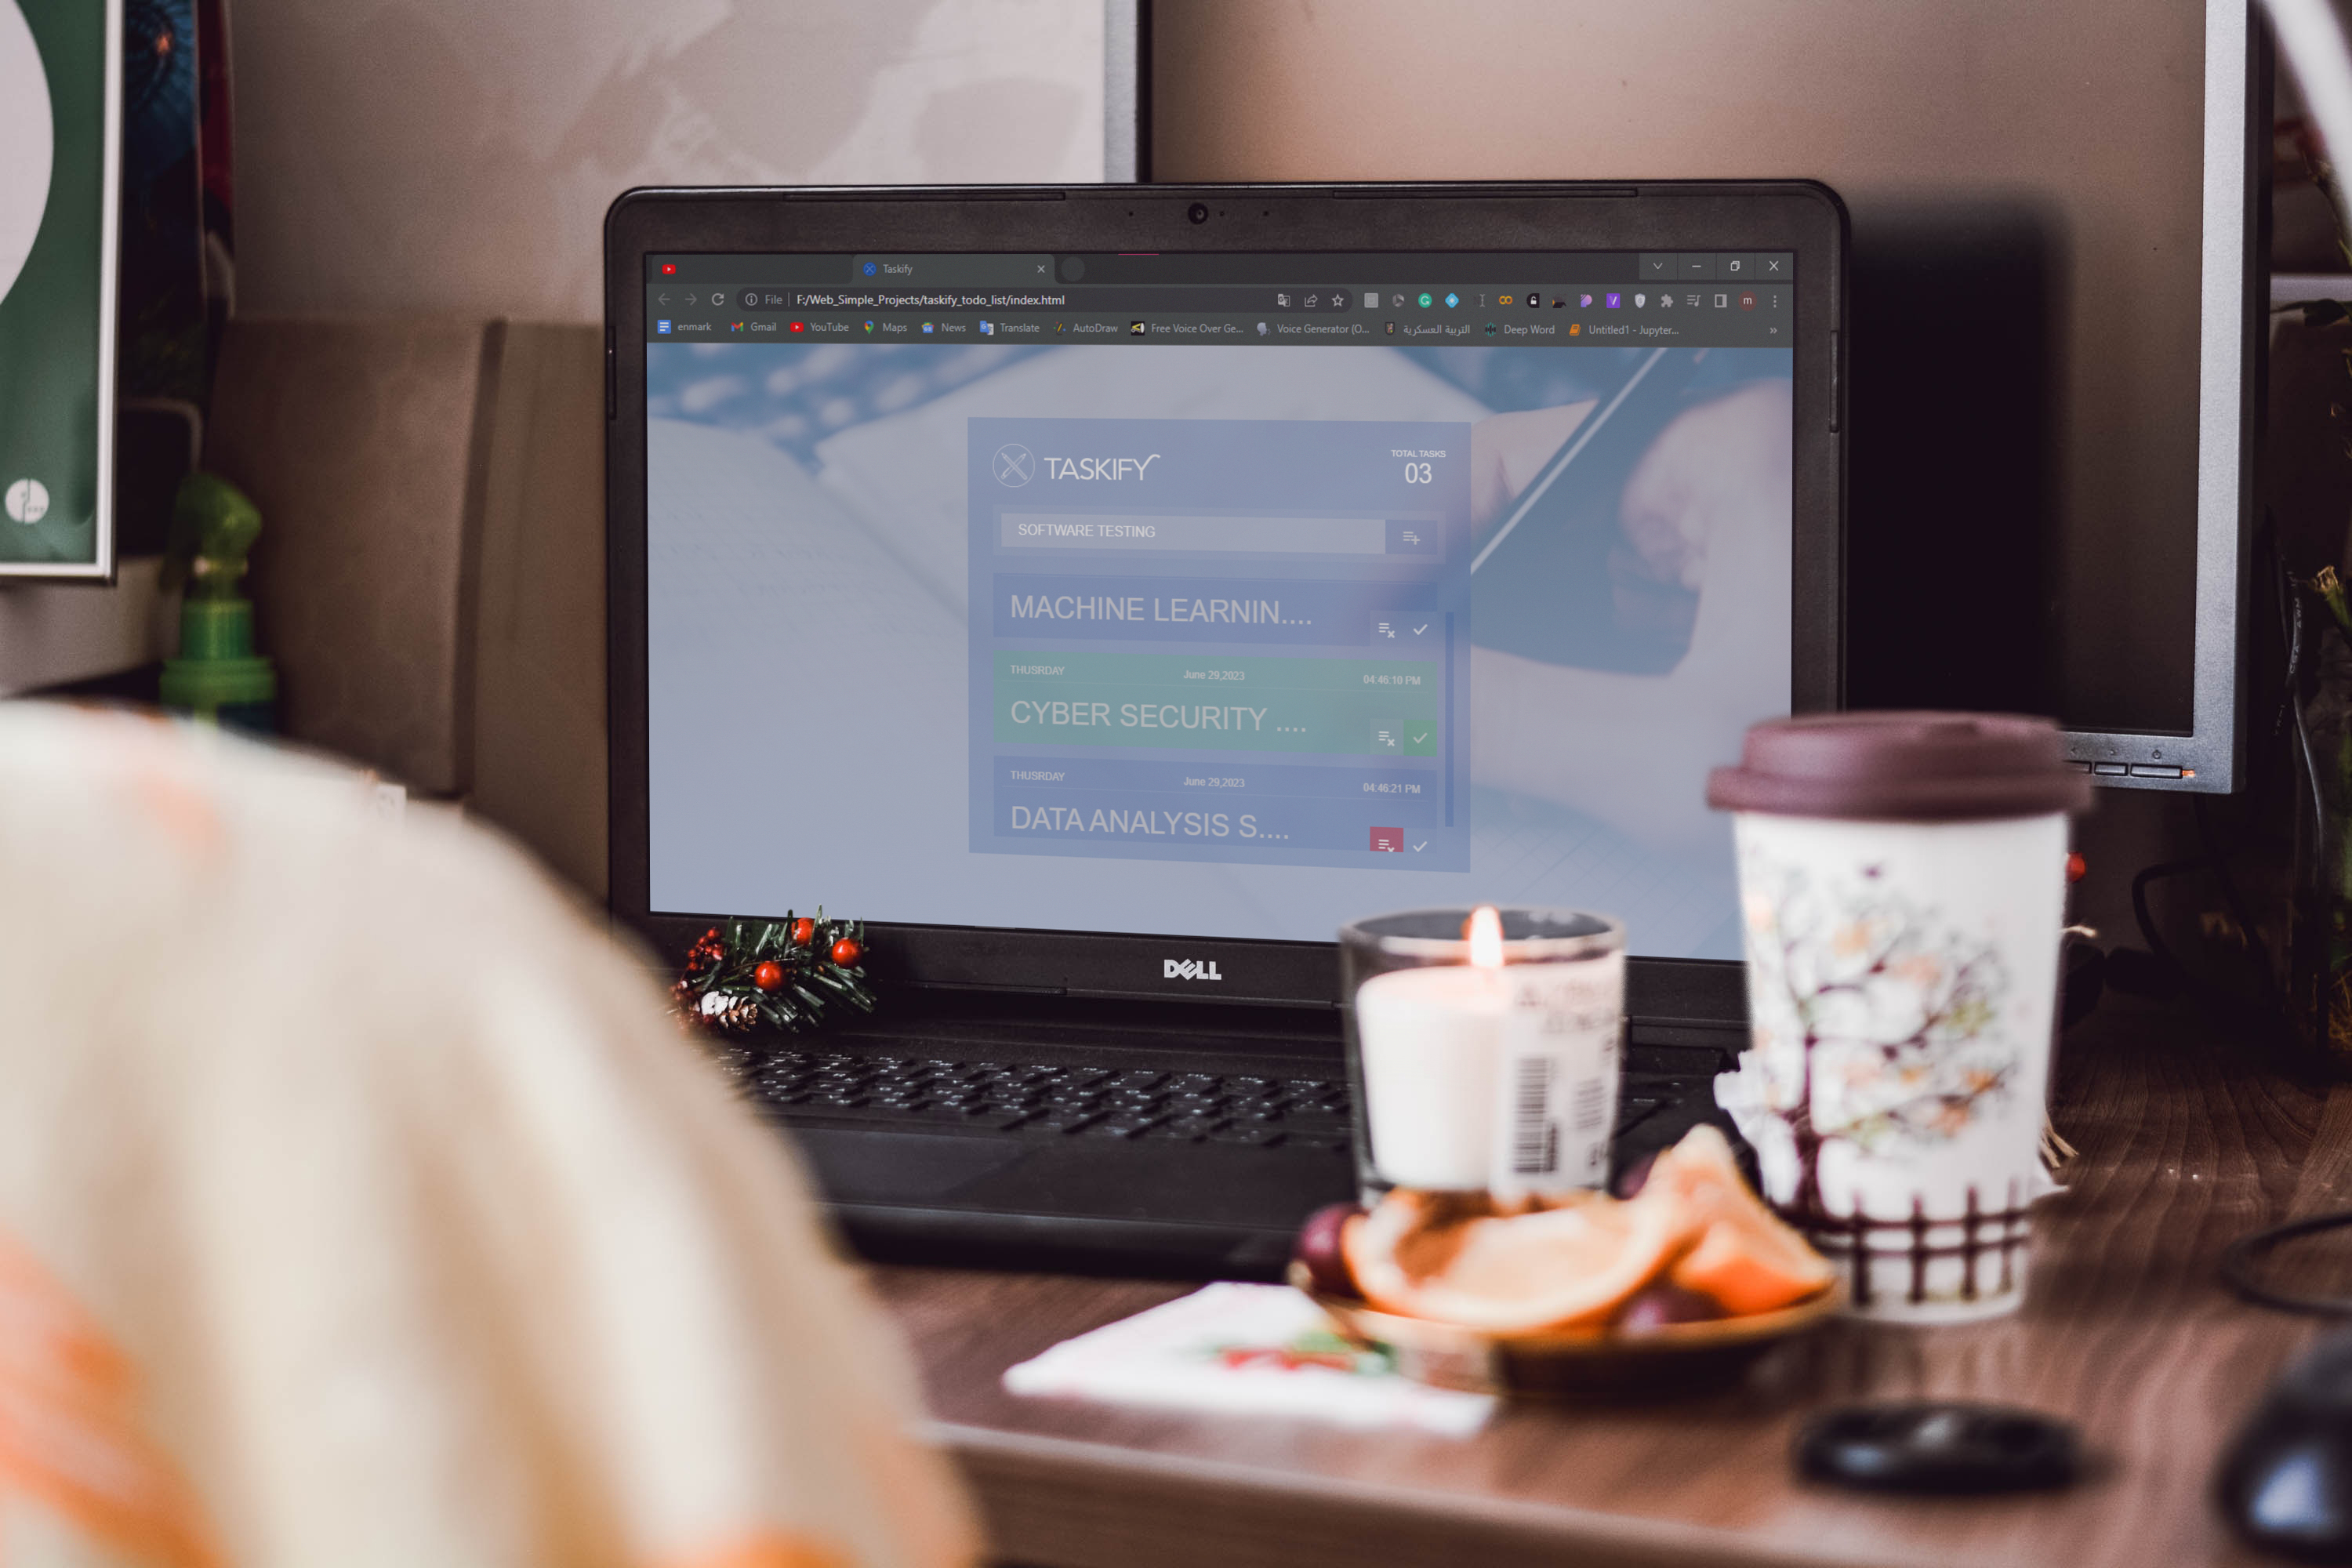 Taskify
File F:/Web_Simple_Projects/taskify_todo_list/index.html
m
enmark Gmail YouTube Maps News Translate AutoDraw Free Voice Over Ge... Voice Generator (O... التربية العسكرية Deep Word Untitled1 - Jupyter...
TASKIFY
TOTAL TASKS
03
SOFTWARE TESTING
MACHINE LEARNIN....
THUSRDAY June 29,2023 04:46:10 PM
CYBER SECURITY ....
THUSRDAY June 29,2023 04:46:21 PM
DATA ANALYSIS S....
DELL